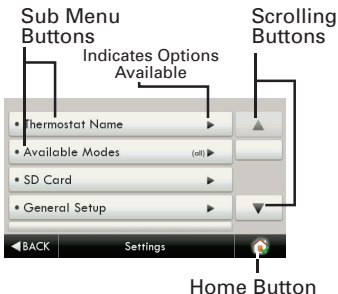 Sub Menu
Buttons
Scrolling
Buttons
Indicates Options
Available
• Thermostat Name
• Available Modes (all)
• SD Card
• General Setup
BACK Settings
Home Button